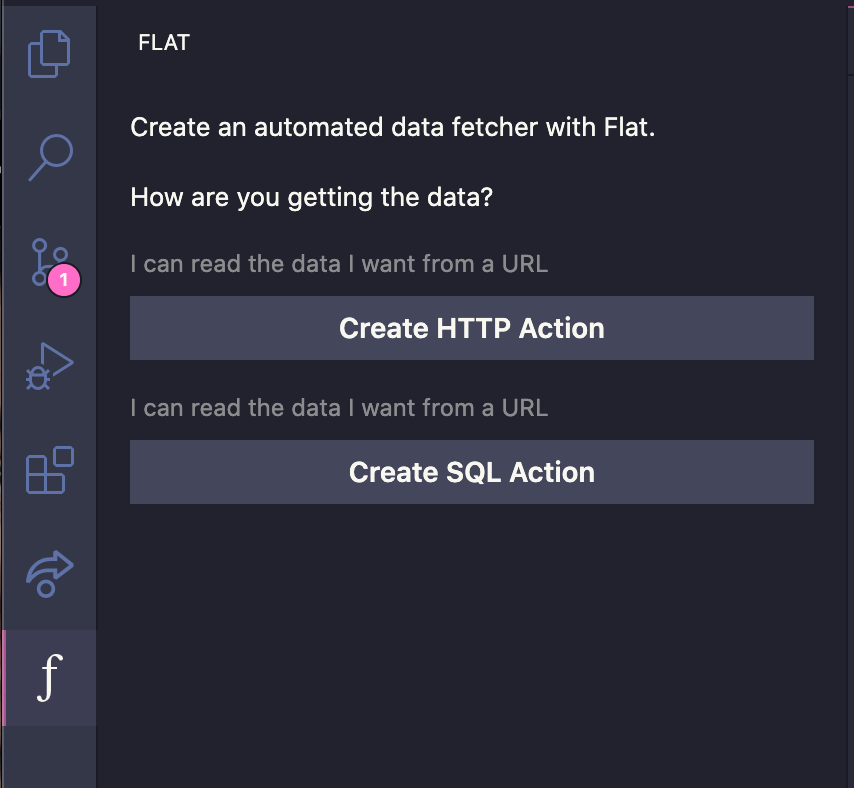 FLAT
Create an automated data fetcher with Flat.
How are you getting the data?
I can read the data I want from a URL
Create HTTP Action
I can read the data I want from a URL
1
Create SQL Action
f